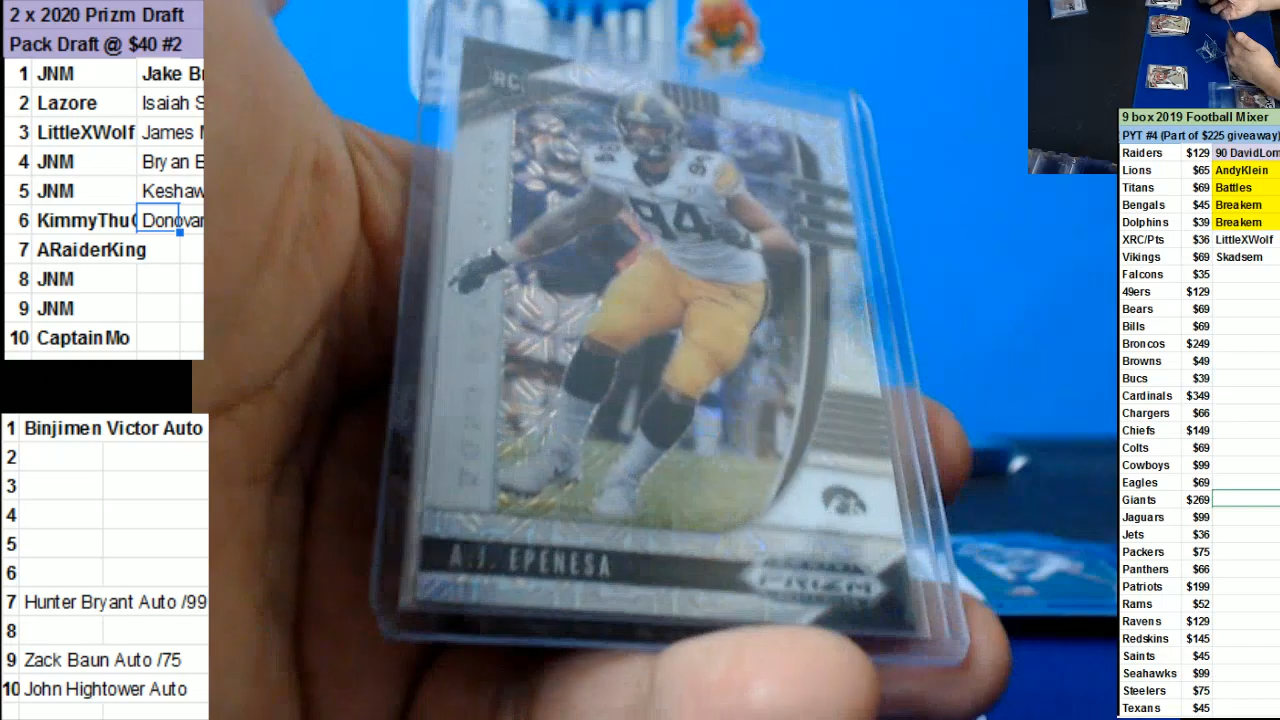 2 x 2020 Prizm Draft
Pack Draft @ $40 #2
1 JNM Jake Br
2 Lazore Isaiah S
3 LittleXWolf James
4 JNM Bryan E
5 JNM Keshaw
6 KimmyThu Donovan
7 ARaiderKing
8 JNM
9 JNM
10 CaptainMo
1 Binjimen Victor Auto
2
3
4
5
6
7 Hunter Bryant Auto /99
8
9 Zack Baun Auto /75
10 John Hightower Auto
RC
94
84
A.J. EPENESA
PRIZM
9 box 2019 Football Mixer
PYT #4 (Part of $225 giveaway)
Raiders $129 90 DavidLom
Lions $65 AndyKlein
Titans $69 Battles
Bengals $45 Breakem
Dolphins $39 Breakem
XRC/Pts $36 LittleXWolf
Vikings $69 Skadsem
Falcons $35
49ers $129
Bears $69
Bills $69
Broncos $249
Browns $49
Bucs $39
Cardinals $349
Chargers $66
Chiefs $149
Colts $69
Cowboys $99
Eagles $69
Giants $269
Jaguars $99
Jets $36
Packers $75
Panthers $66
Patriots $199
Rams $52
Ravens $129
Redskins $145
Saints $45
Seahawks $99
Steelers $75
Texans $45